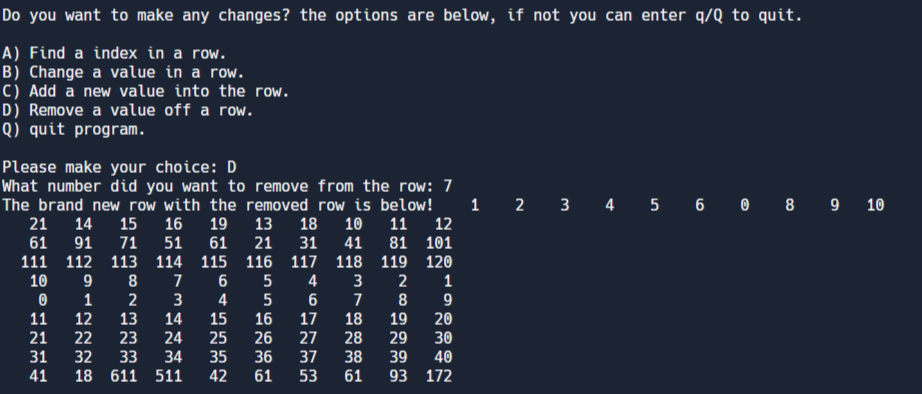 Do you want to make any changes? the options are below, if not you can enter q/Q to quit.
A) Find a index in a row.
B) Change a value in a row.
C) Add a new value into the row.
D) Remove a value off a row.
Q) quit program.
Please make your choice: D
What number did you want to remove from the row: 7
The brand new row with the removed row is below! 1 2 3 4 5 6 0 8 9 10
21 14 15 16 19 13 18 10 11 12
61 91 71 51 61 21 31 41 81 101
111 112 113 114 115 116 117 118 119 120
10 9 8 7 6 5 4 3 2 1
0 1 2 3 4 5 6 7 8 9
11 12 13 14 15 16 17 18 19 20
21 22 23 24 25 26 27 28 29 30
31 32 33 34 35 36 37 38 39 40
41 18 611 511 42 61 53 61 93 172